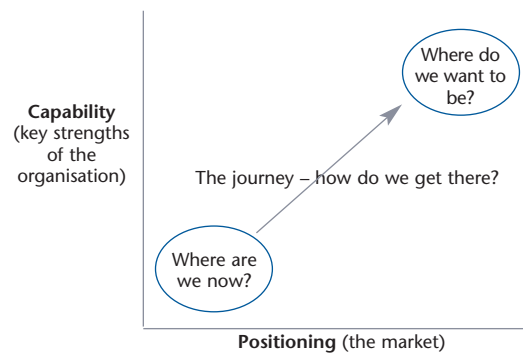 Where do
we want to
be?
Capability
(key strengths
of the
organisation)
The journey – how do we get there?
Where are
we now?
Positioning (the market)